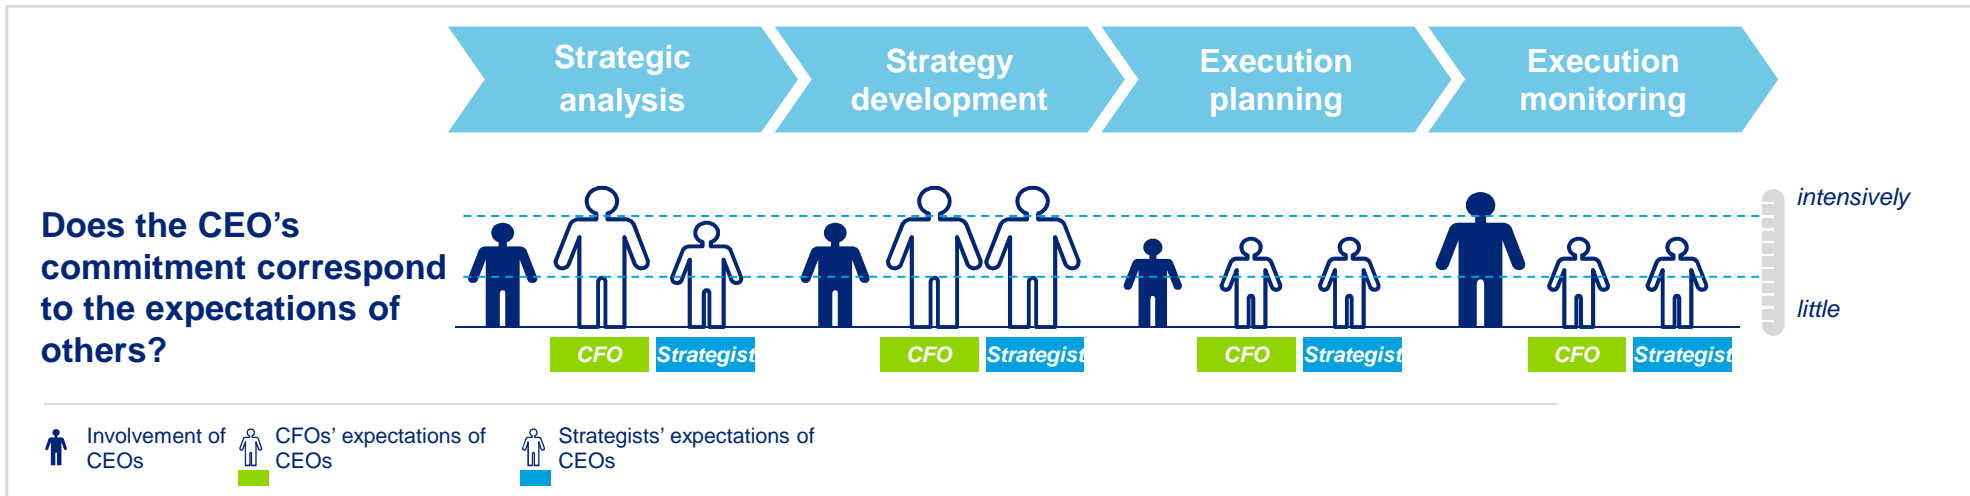 Strategic
analysis
Strategy
development
Execution
planning
Execution
monitoring
Does the CEO's
commitment correspond
to the expectations of
others?
intensively
little
CFO
Strategist
CFO
Strategist
CFO
Strategist
CFO
Strategist
Involvement of
CEOs
CFOs' expectations of
CEOs
Strategists' expectations of
CEOs